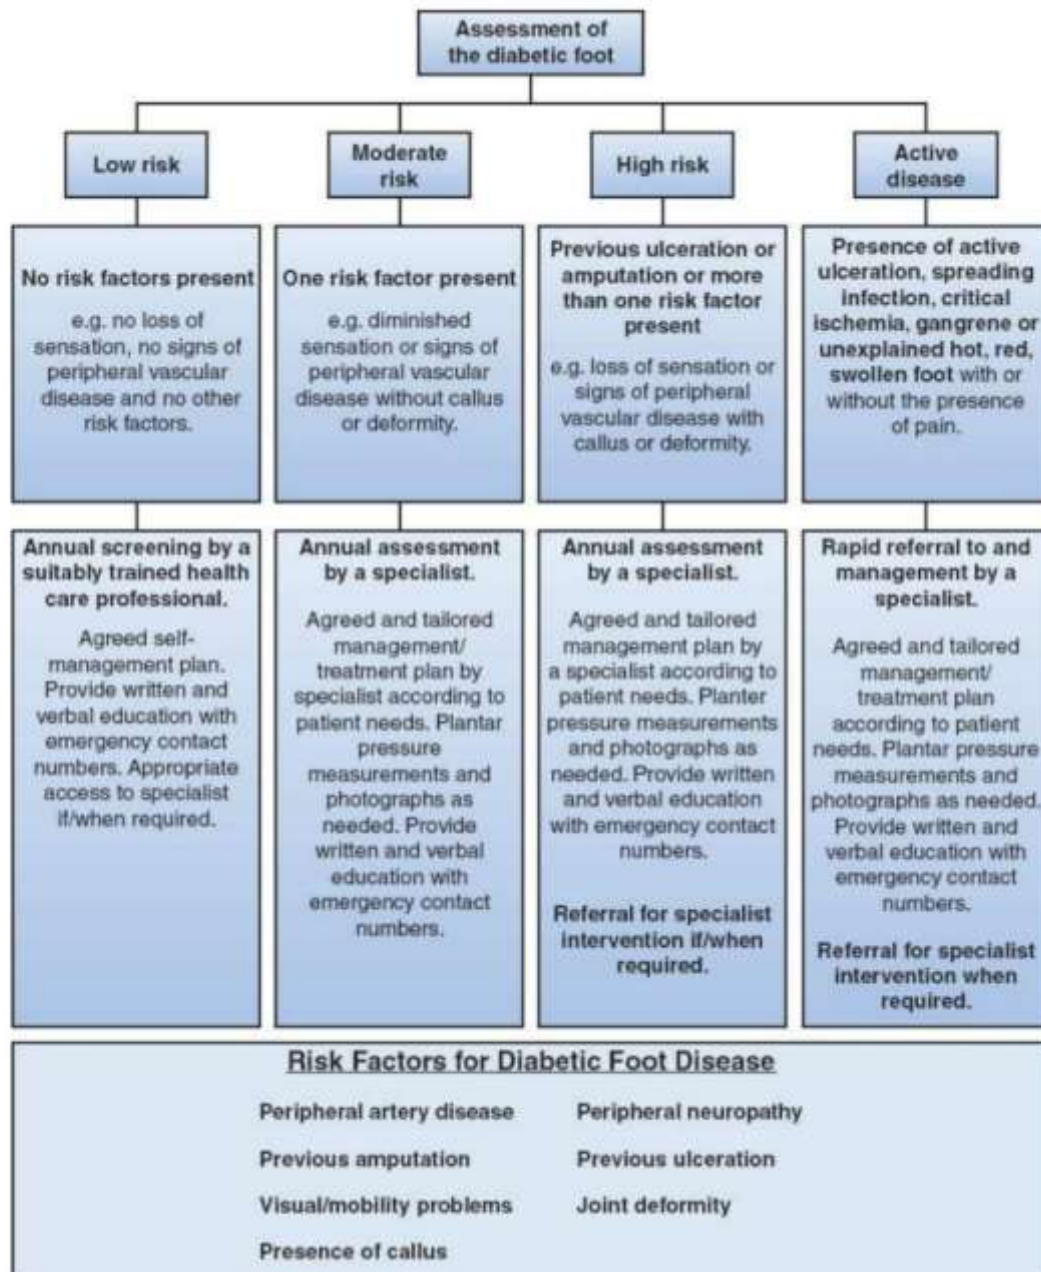 Assessment of
the diabetic foot
Low risk
Moderate
risk
High risk
Active
disease
No risk factors present
e.g. no loss of
sensation, no signs of
peripheral vascular
disease and no other
risk factors.
One risk factor present
e.g. diminished
sensation or signs of
peripheral vascular
disease without callus
or deformity.
Previous ulceration or
amputation or more
than one risk factor
present
e.g. loss of sensation or
signs of peripheral
vascular disease with
callus or deformity.
Presence of active
ulceration, spreading
infection, critical
ischemia, gangrene or
unexplained hot, red,
swollen foot with or
without the presence
of pain.
Annual screening by a
suitably trained health
care professional.
Agreed self-
management plan.
Provide written and
verbal education with
emergency contact
numbers. Appropriate
access to specialist
if/when required.
Annual assessment
by a specialist.
Agreed and tailored
management/
treatment plan by
specialist according to
patient needs. Plantar
pressure
measurements and
photographs as
needed. Provide
written and verbal
education with
emergency contact
numbers.
Annual assessment
by a specialist.
Agreed and tailored
management plan by
a specialist according to
patient needs. Planter
pressure measurements
and photographs as
needed. Provide written
and verbal education
with emergency contact
numbers.
Referral for specialist
intervention if/when
required.
Rapid referral to and
management by a
specialist.
Agreed and tailored
management/
treatment plan
according to patient
needs. Plantar pressure
measurements and
photographs as needed.
Provide written and
verbal education with
emergency contact
numbers.
Referral for specialist
intervention when
required.
Risk Factors for Diabetic Foot Disease
Peripheral artery disease
Peripheral neuropathy
Previous amputation
Previous ulceration
Visual/mobility problems
Joint deformity
Presence of callus